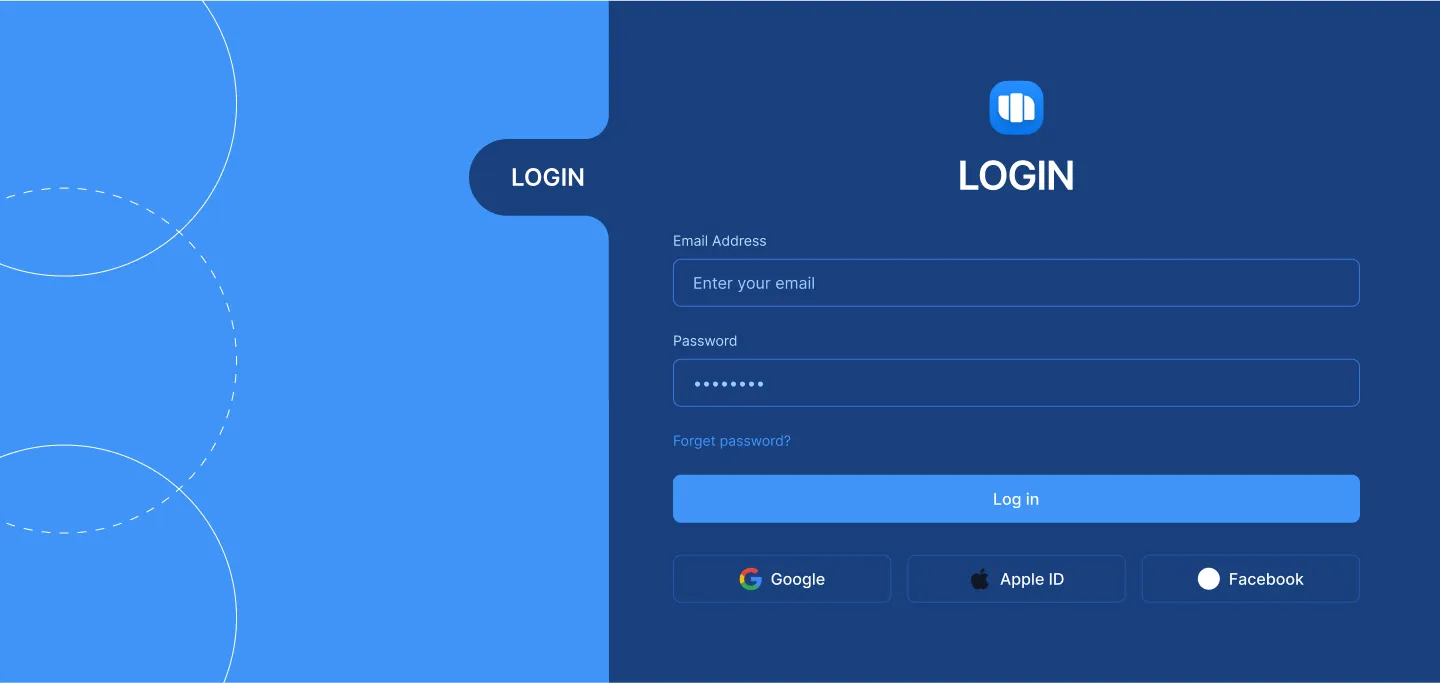 LOGIN
LOGIN
Email Address
Enter your email
Password
••••••••
Forget password?
Log in
Google
Apple ID
Facebook